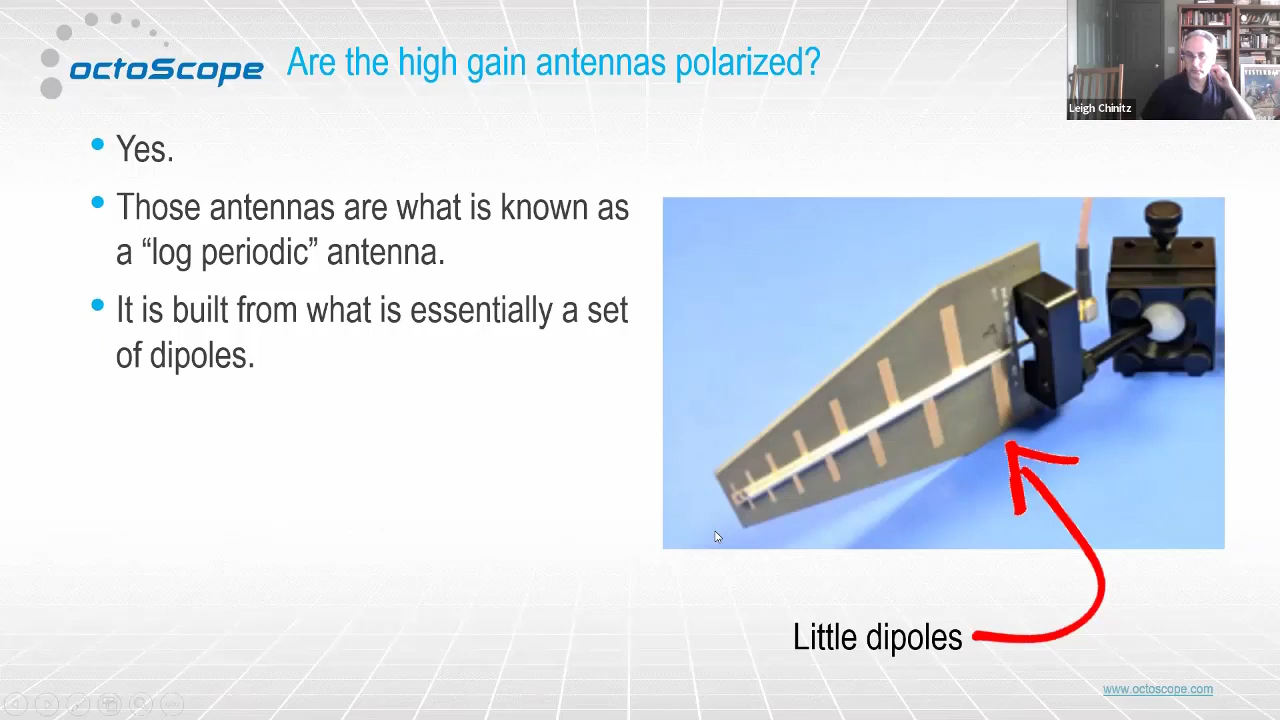 octoScope
Are the high gain antennas polarized?
Leigh Chinitz
YESTERDAY
Yes.
Those antennas are what is known as
a “log periodic” antenna.
It is built from what is essentially a set
of dipoles.
Little dipoles
www.octoscope.com